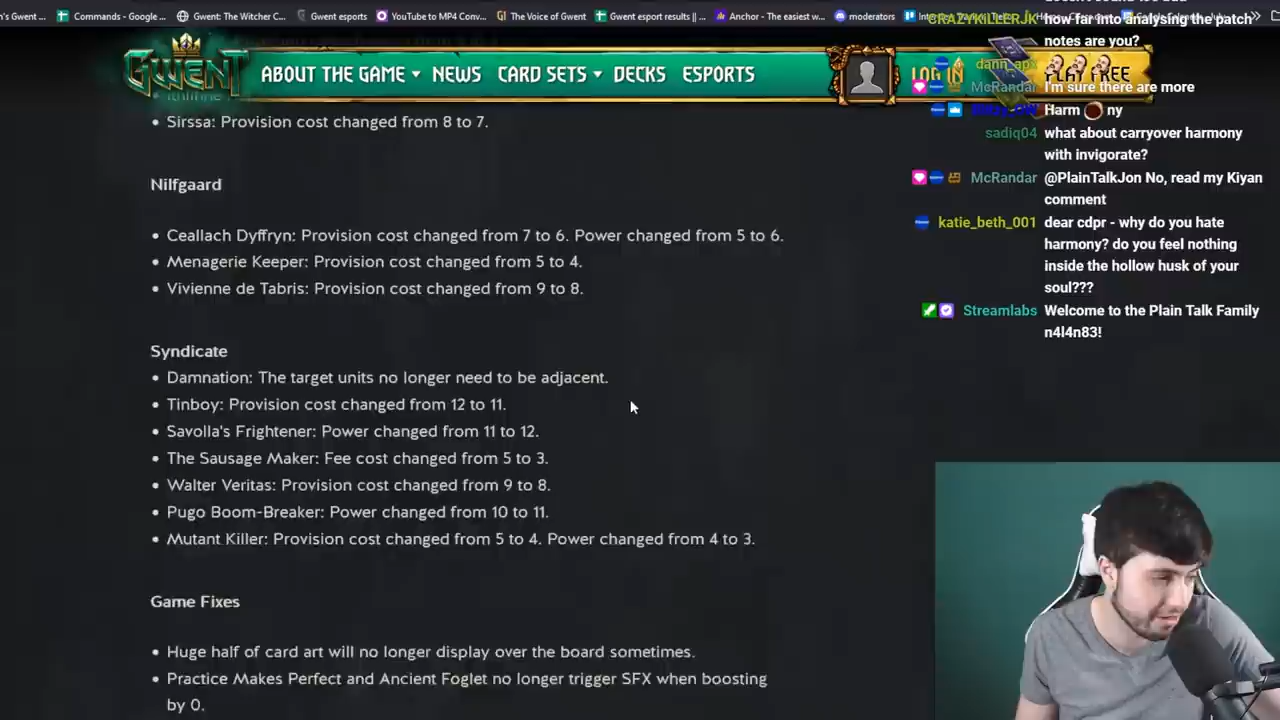 n's Gwent ...
Commands - Google ...
Gwent: The Witcher C...
Gwent esports
YouTube to MP4 Conv...
The Voice of Gwent
Gwent esport results || ...
Anchor - The easiest w...
moderators
GWENT
ABOUT THE GAME
NEWS
CARD SETS
DECKS
ESPORTS
LOG IN
PLAY FREE
• Sirssa: Provision cost changed from 8 to 7.
Nilfgaard
• Ceallach Dyffryn: Provision cost changed from 7 to 6. Power changed from 5 to 6.
• Menagerie Keeper: Provision cost changed from 5 to 4.
• Vivienne de Tabris: Provision cost changed from 9 to 8.
Syndicate
• Damnation: The target units no longer need to be adjacent.
• Tinboy: Provision cost changed from 12 to 11.
• Savolla's Frightener: Power changed from 11 to 12.
• The Sausage Maker: Fee cost changed from 5 to 3.
• Walter Veritas: Provision cost changed from 9 to 8.
• Pugo Boom-Breaker: Power changed from 10 to 11.
• Mutant Killer: Provision cost changed from 5 to 4. Power changed from 4 to 3.
Game Fixes
• Huge half of card art will no longer display over the board sometimes.
• Practice Makes Perfect and Ancient Foglet no longer trigger SFX when boosting
by 0.
CRAZYKILLERJK how far into analysing the patch
notes are you?
McRandar I'm sure there are more
Harm ny
sadiq04 what about carryover harmony
with invigorate?
McRandar @PlainTalkJon No, read my Kiyan
comment
katie_beth_001 dear cdpr - why do you hate
harmony? do you feel nothing
inside the hollow husk of your
soul???
Streamlabs Welcome to the Plain Talk Family
n4l4n83!